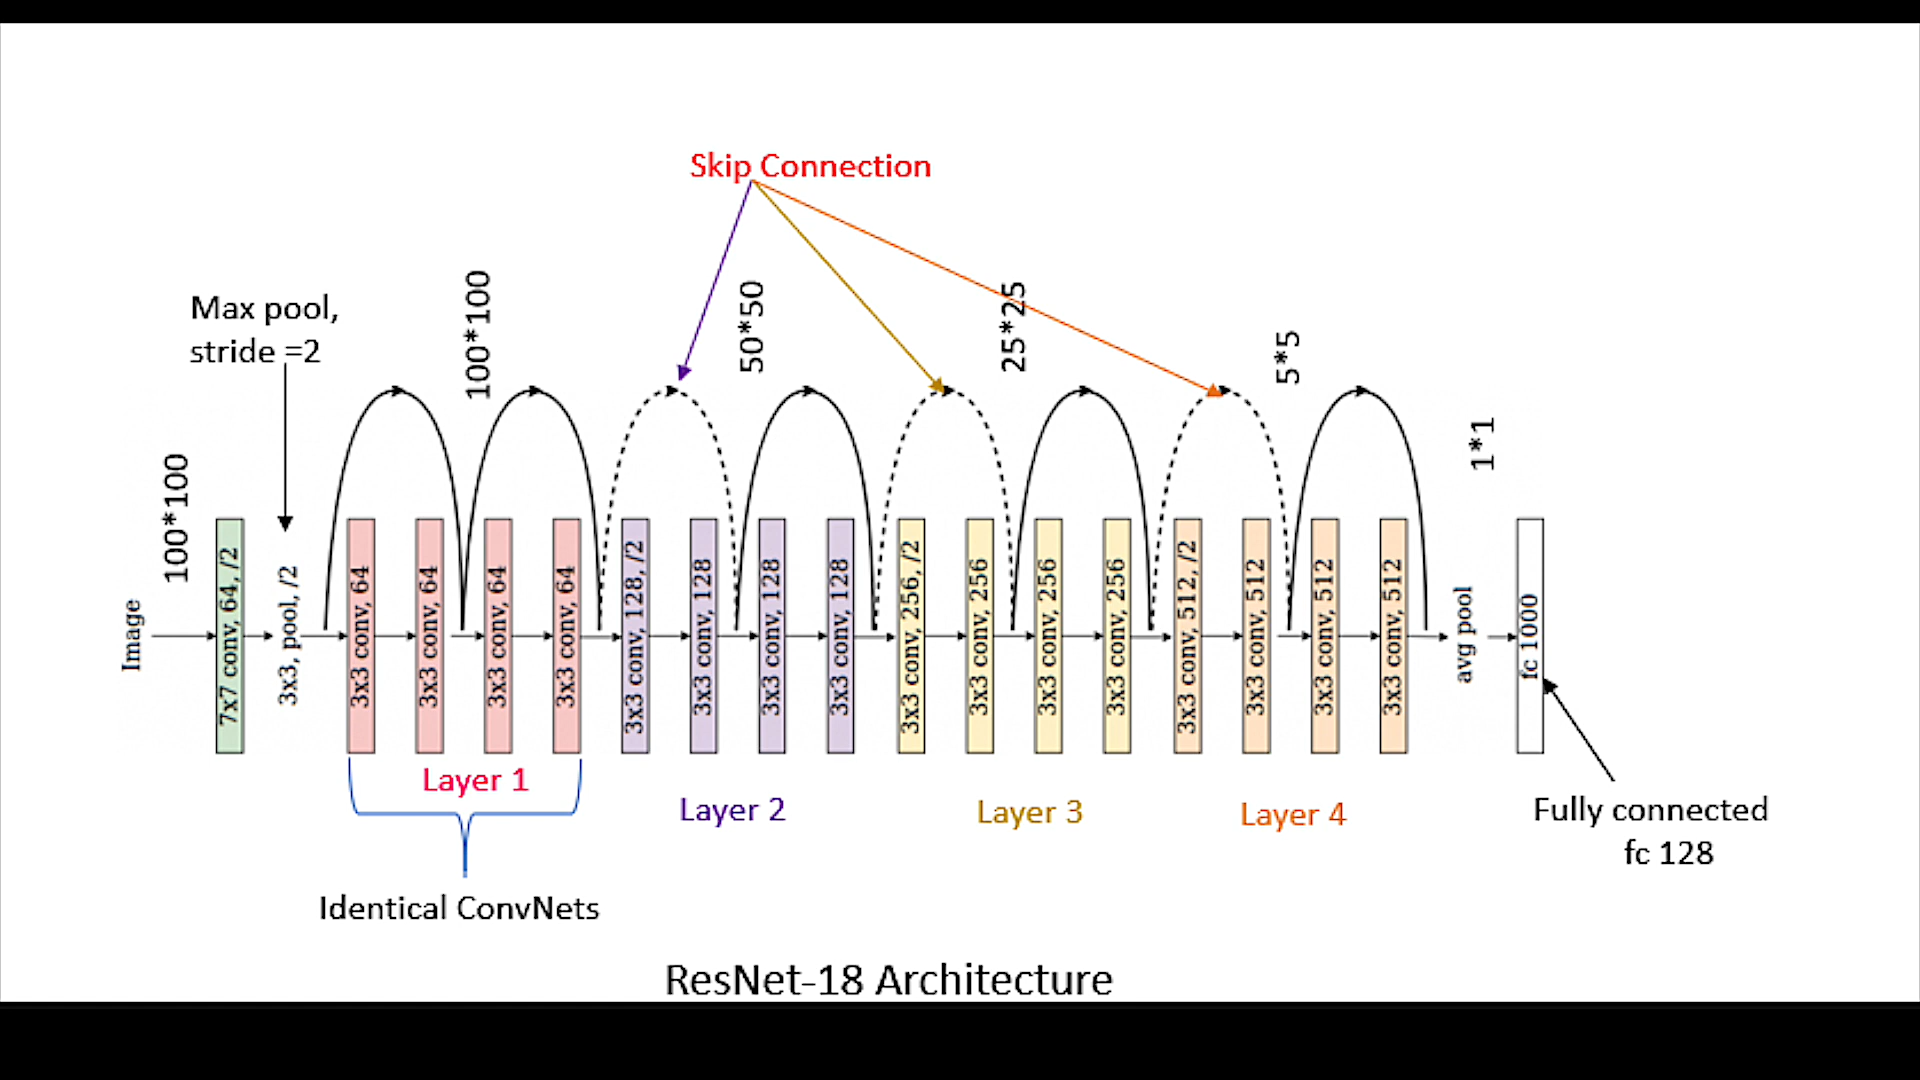 Skip Connection
Max pool,
stride =2
100*100
100*100
50*50
25*25
5*5
1*1
Image
7x7 conv, 64, /2
3x3, pool, /2
3x3 conv, 64
3x3 conv, 64
3x3 conv, 64
3x3 conv, 64
3x3 conv, 128, /2
3x3 conv, 128
3x3 conv, 128
3x3 conv, 128
3x3 conv, 256, /2
3x3 conv, 256
3x3 conv, 256
3x3 conv, 256
3x3 conv, 512, /2
3x3 conv, 512
3x3 conv, 512
3x3 conv, 512
avg pool
fc 1000
Layer 1
Layer 2
Layer 3
Layer 4
Fully connected
fc 128
Identical ConvNets
ResNet-18 Architecture